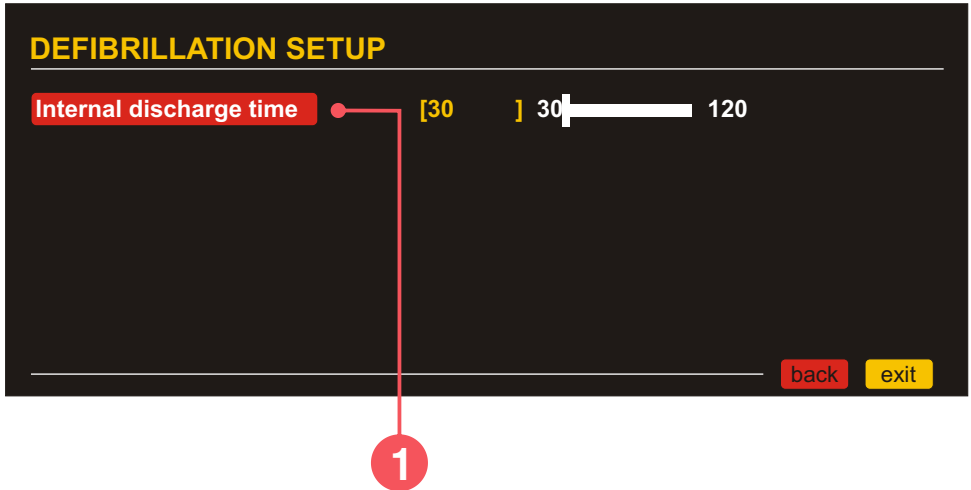 DEFIBRILLATION SETUP
Internal discharge time [30 ] 30 120
back exit
1